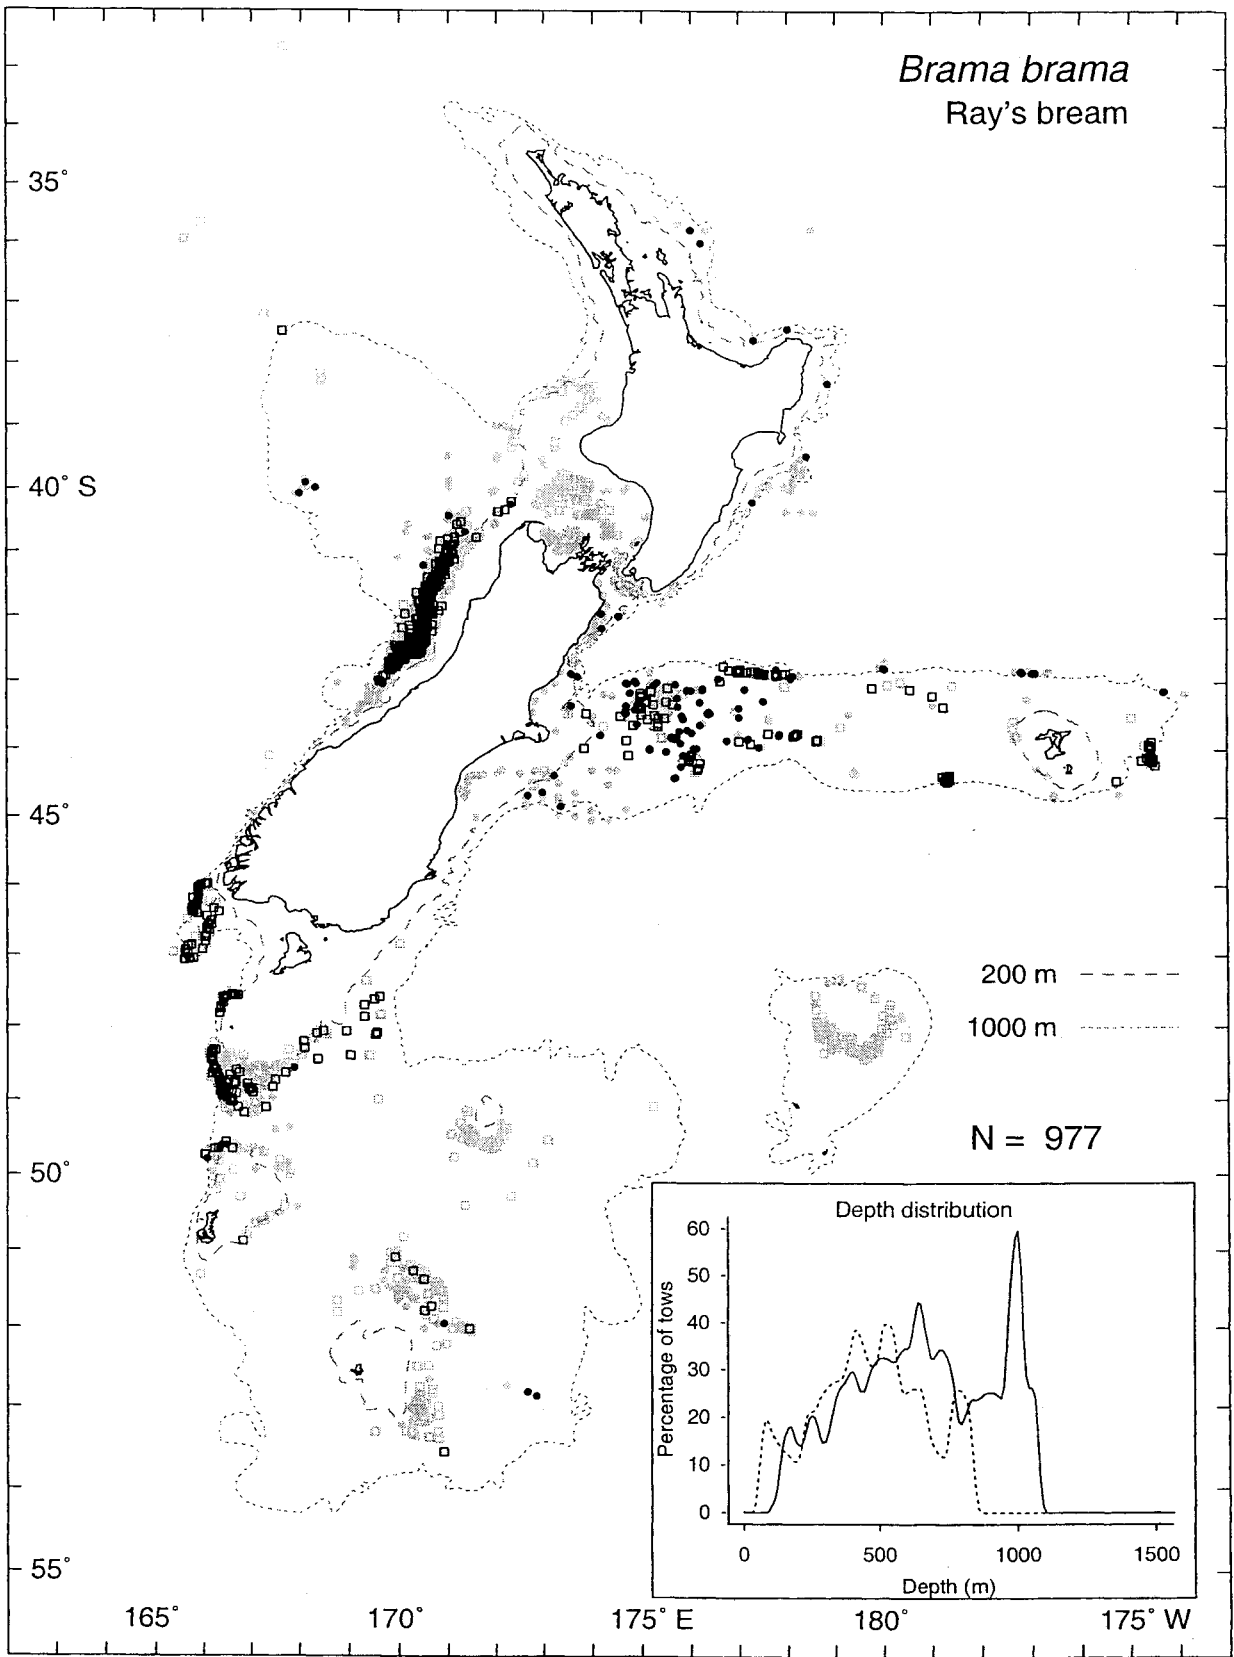 Brama brama
Ray's bream
35°
40° S
45°
200 m
1000 m
N = 977
50°
Depth distribution
60
50
40
30
20
10
0
Percentage of tows
0 500 1000 1500
Depth (m)
55°
165° 170° 175° E 180° 175° W